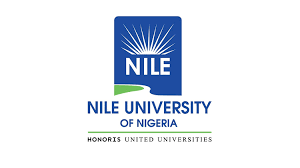 NILE
NILE UNIVERSITY
OF NIGERIA
HONORIS UNITED UNIVERSITIES